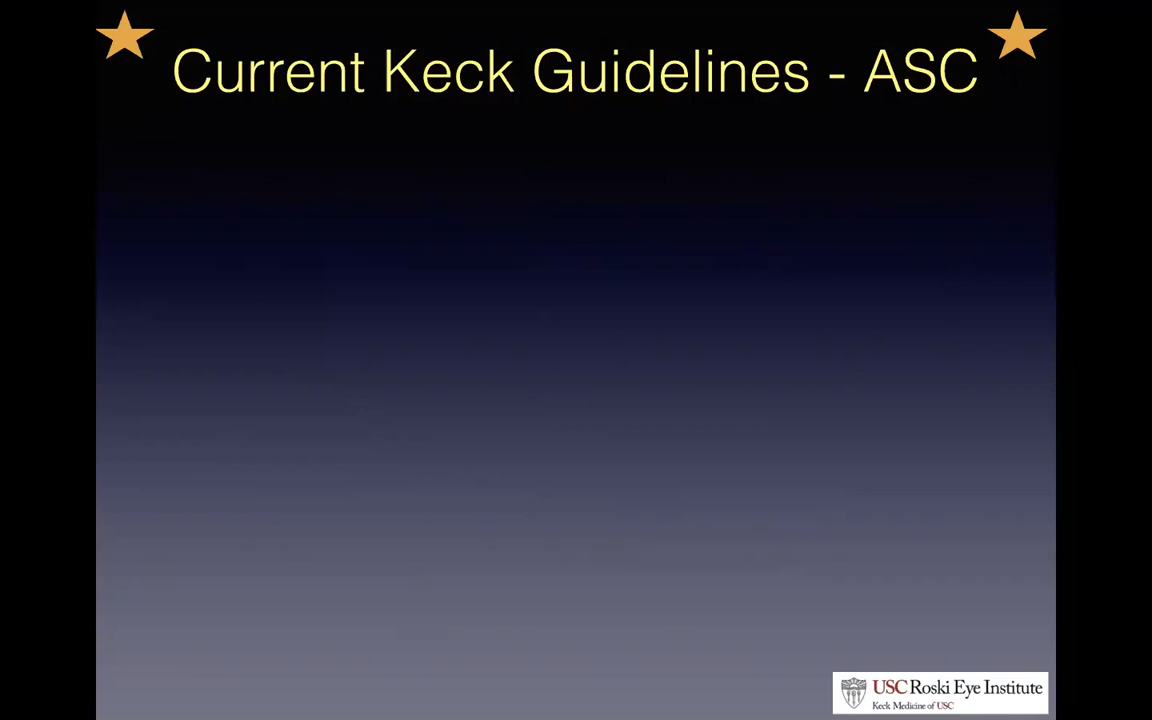 Current Keck Guidelines - ASC
USC Roski Eye Institute
Keck Medicine of USC